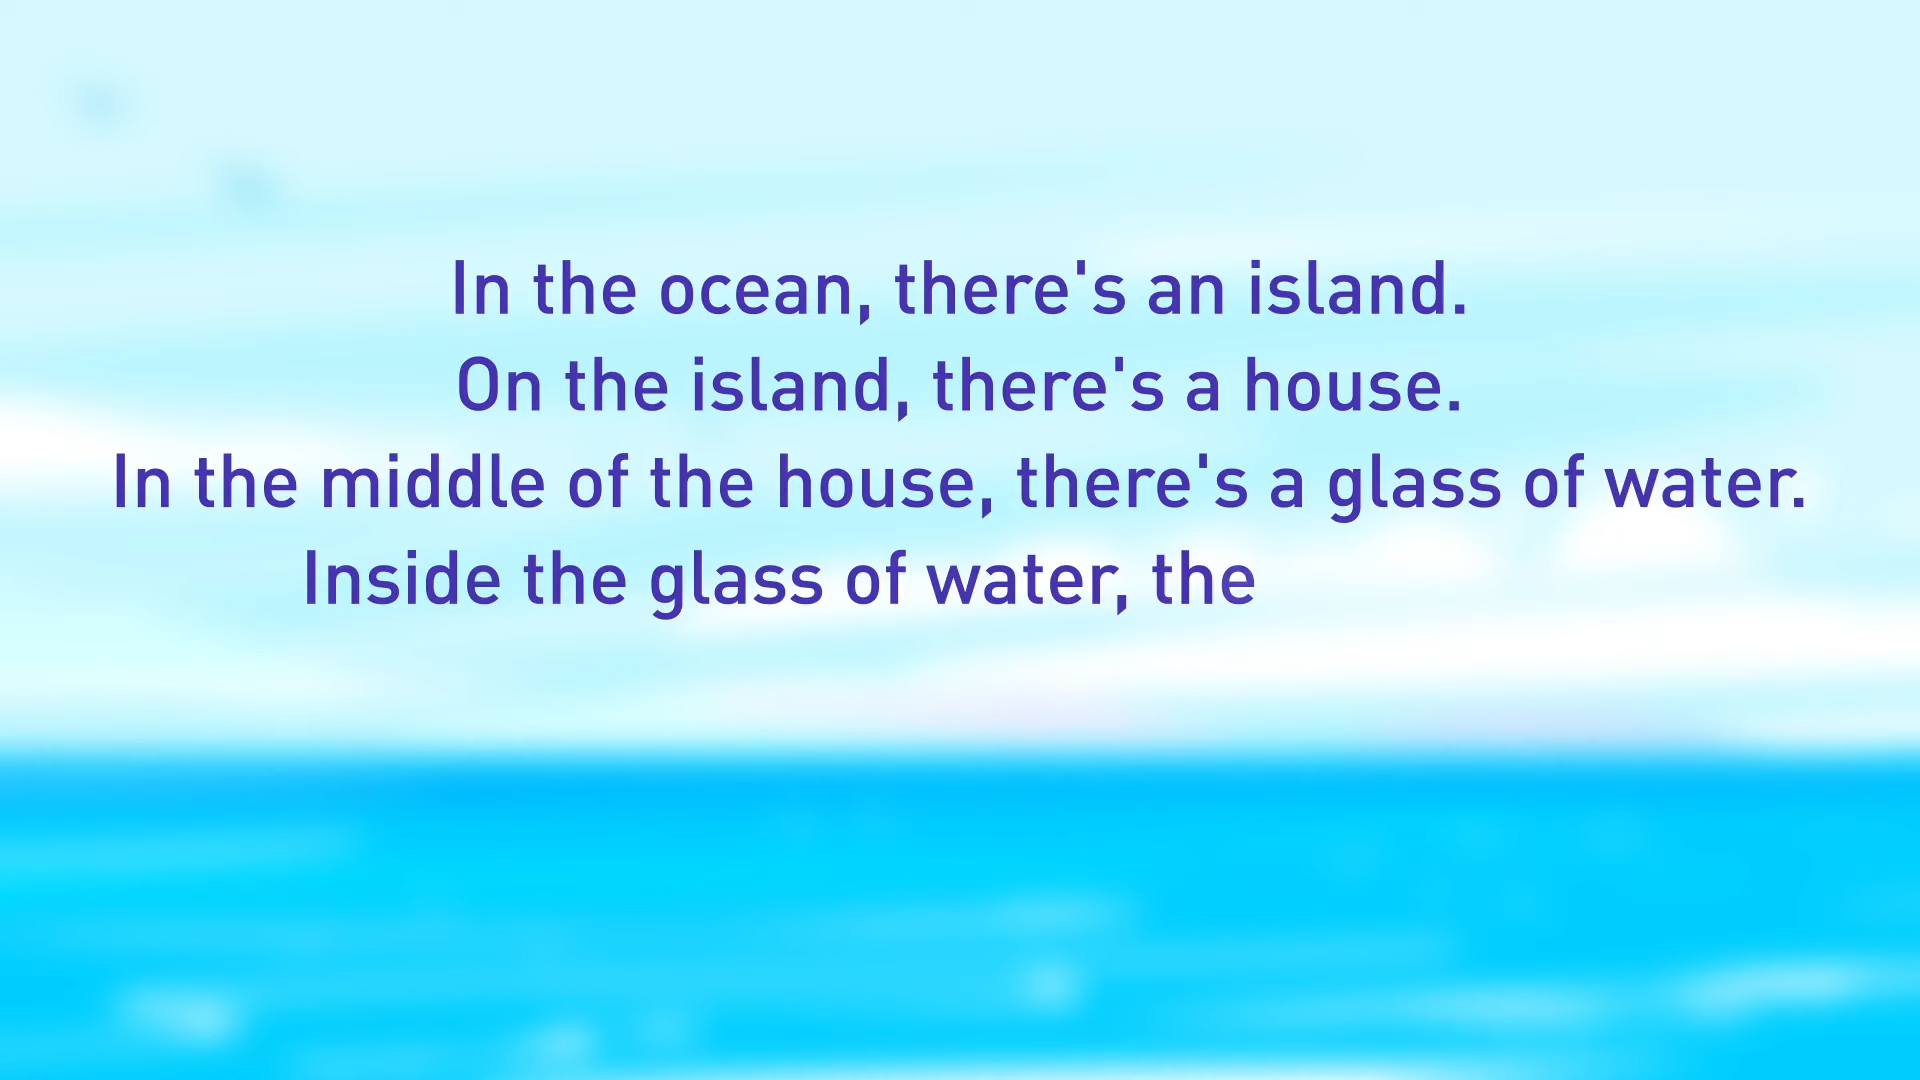 In the ocean, there's an island.
On the island, there's a house.
In the middle of the house, there's a glass of water.
Inside the glass of water, the